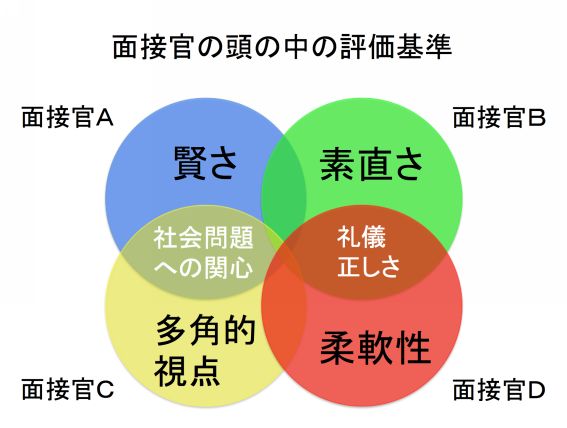 面接官の頭の中の評価基準
面接官A
面接官B
賢さ
素直さ
社会問題
への関心
礼儀
正しさ
多角的
視点
柔軟性
面接官C
面接官D